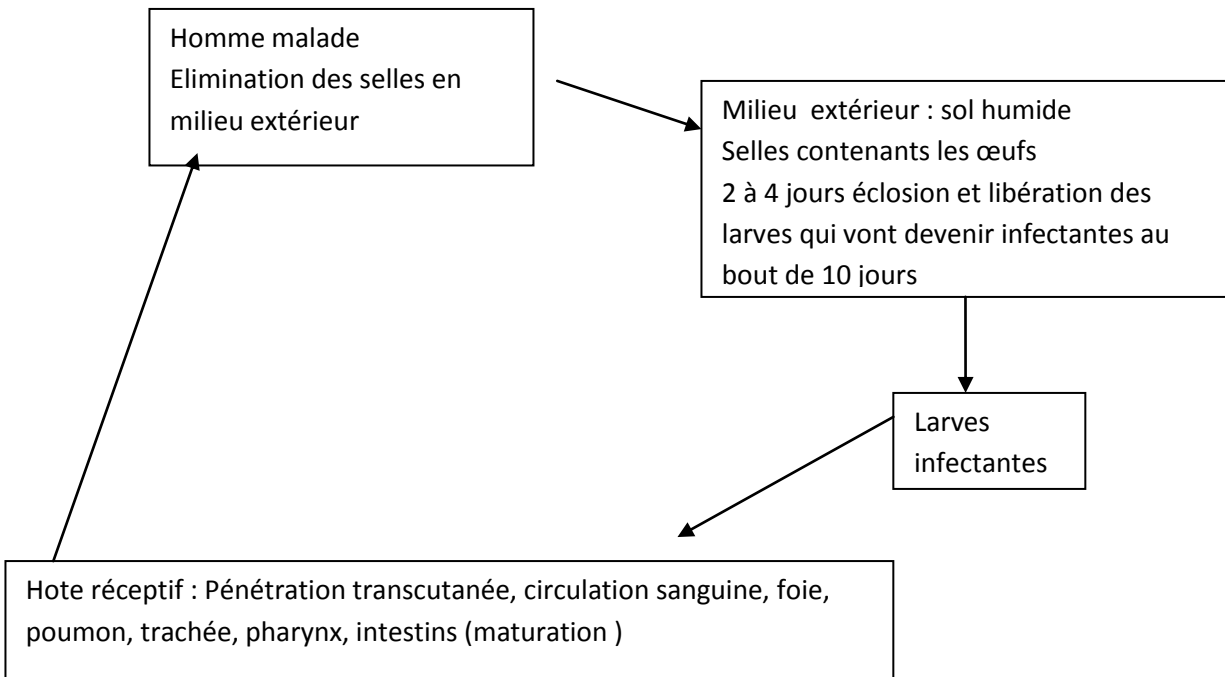 Homme malade
Elimination des selles en
milieu extérieur
Milieu extérieur : sol humide
Selles contenants les œufs
2 à 4 jours éclosion et libération des
larves qui vont devenir infectantes au
bout de 10 jours
Larves
infectantes
Hote réceptif : Pénétration transcutanée, circulation sanguine, foie,
poumon, trachée, pharynx, intestins (maturation )